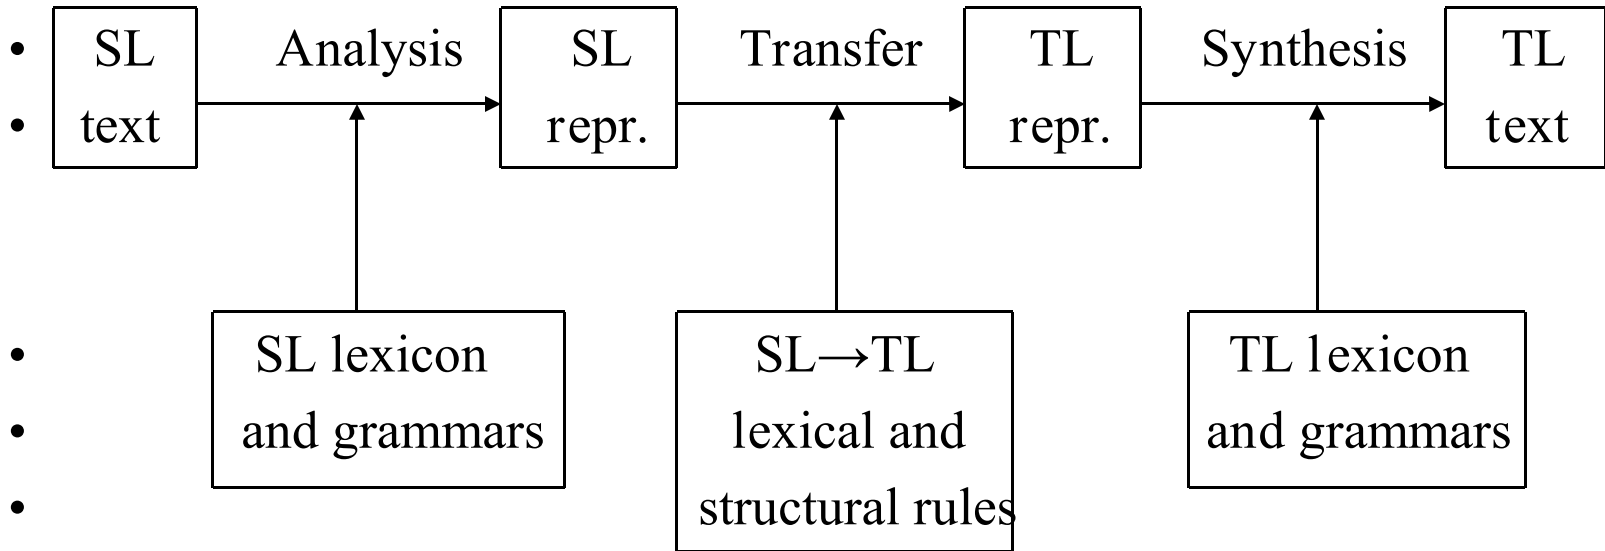 • SL Analysis SL Transfer TL Synthesis TL
• text repr. repr. text
• SL lexicon SL→TL TL lexicon
• and grammars lexical and and grammars
• structural rules